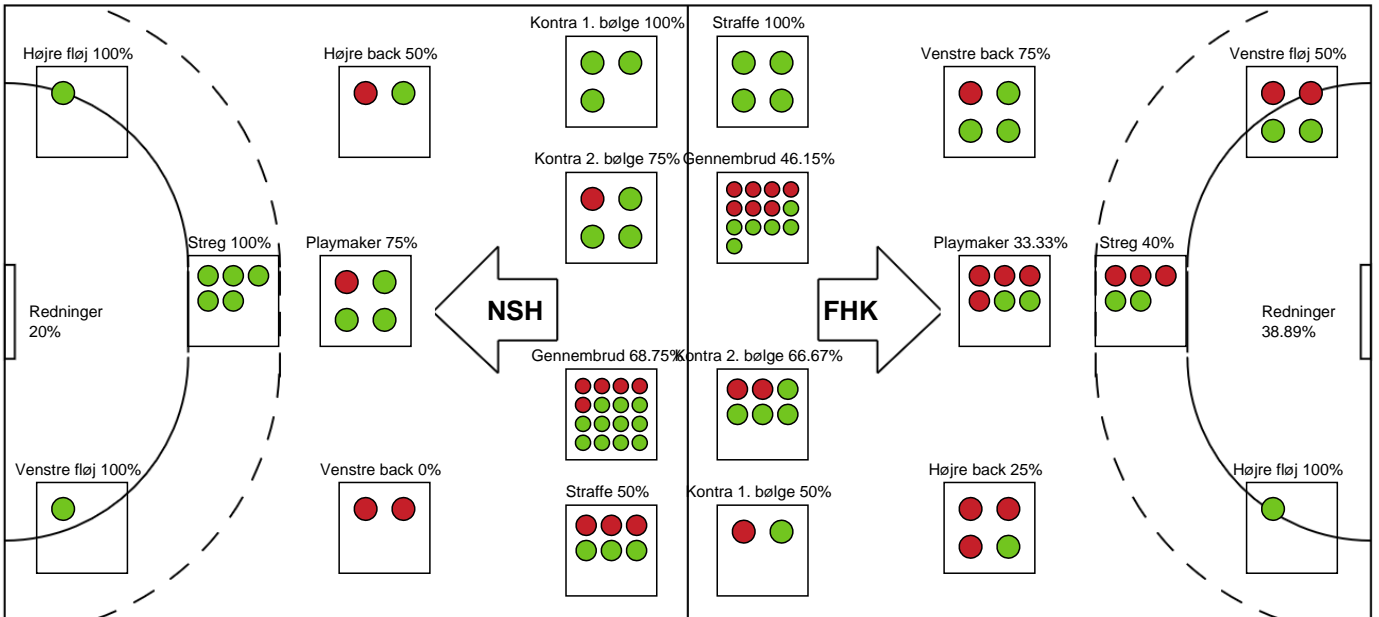 Kontra 1. bølge 100%
Straffe 100%
Højre fløj 100%
Højre back 50%
Venstre back 75%
Venstre fløj 50%
Kontra 2. bølge 75%
Gennembrud 46.15%
Streg 100%
Playmaker 75%
Playmaker 33.33%
Streg 40%
Redninger
20%
NSH
FHK
Redninger
38.89%
Gennembrud 68.75%
Kontra 2. bølge 66.67%
Venstre fløj 100%
Venstre back 0%
Højre back 25%
Højre fløj 100%
Straffe 50%
Kontra 1. bølge 50%